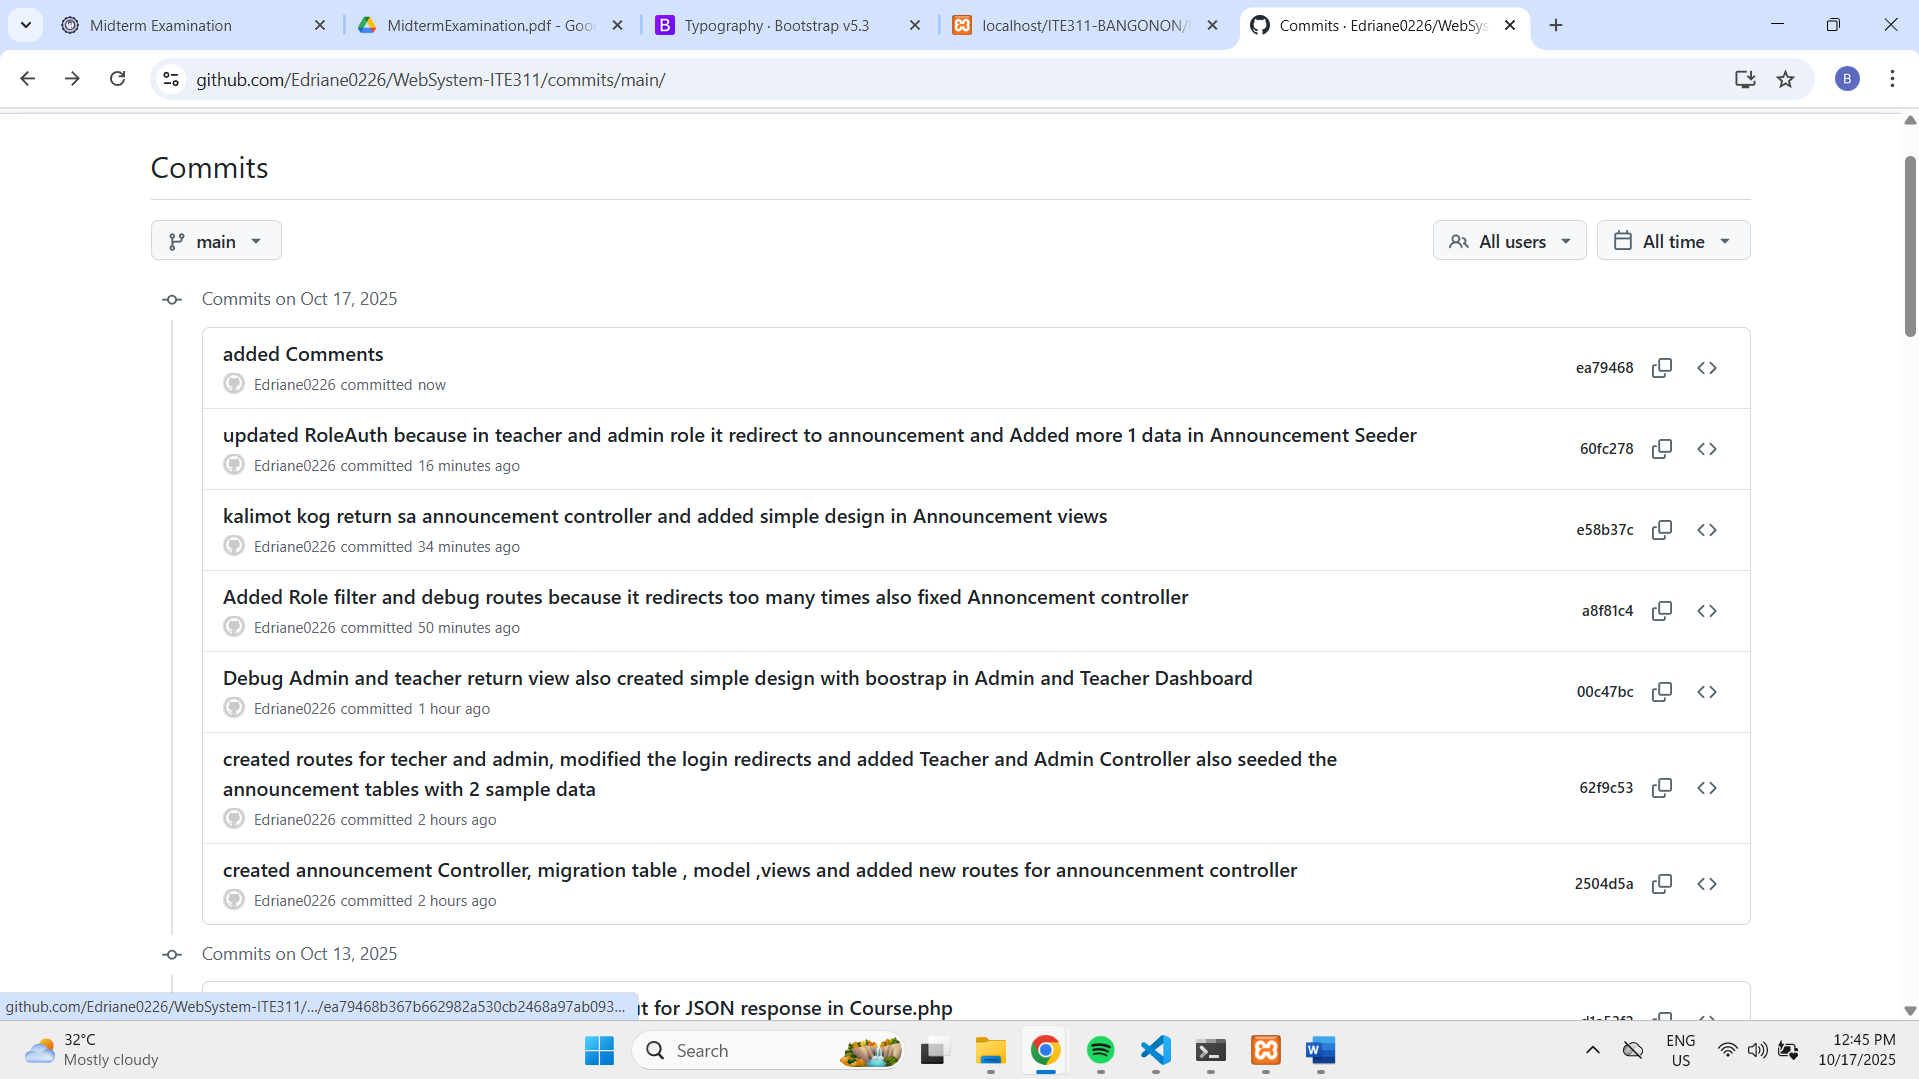 Midterm Examination
MidtermExamination.pdf - Goo
Typography · Bootstrap v5.3
localhost/ITE311-BANGONON/
Commits · Edriane0226/WebSys
github.com/Edriane0226/WebSystem-ITE311/commits/main/
B
Commits
main
All users
All time
Commits on Oct 17, 2025
added Comments
Edriane0226 committed now
ea79468
updated RoleAuth because in teacher and admin role it redirect to announcement and Added more 1 data in Announcement Seeder
Edriane0226 committed 16 minutes ago
60fc278
kalimot kog return sa announcement controller and added simple design in Announcement views
Edriane0226 committed 34 minutes ago
e58b37c
Added Role filter and debug routes because it redirects too many times also fixed Annoncement controller
Edriane0226 committed 50 minutes ago
a8f81c4
Debug Admin and teacher return view also created simple design with boostrap in Admin and Teacher Dashboard
Edriane0226 committed 1 hour ago
00c47bc
created routes for techer and admin, modified the login redirects and added Teacher and Admin Controller also seeded the
announcement tables with 2 sample data
Edriane0226 committed 2 hours ago
62f9c53
created announcement Controller, migration table , model ,views and added new routes for announcenment controller
Edriane0226 committed 2 hours ago
2504d5a
Commits on Oct 13, 2025
for JSON response in Course.php
github.com/Edriane0226/WebSystem-ITE311/.../ea79468b367b662982a530cb2468a97ab093...
32°C
Mostly cloudy
Search
ENG
US
12:45 PM
10/17/2025